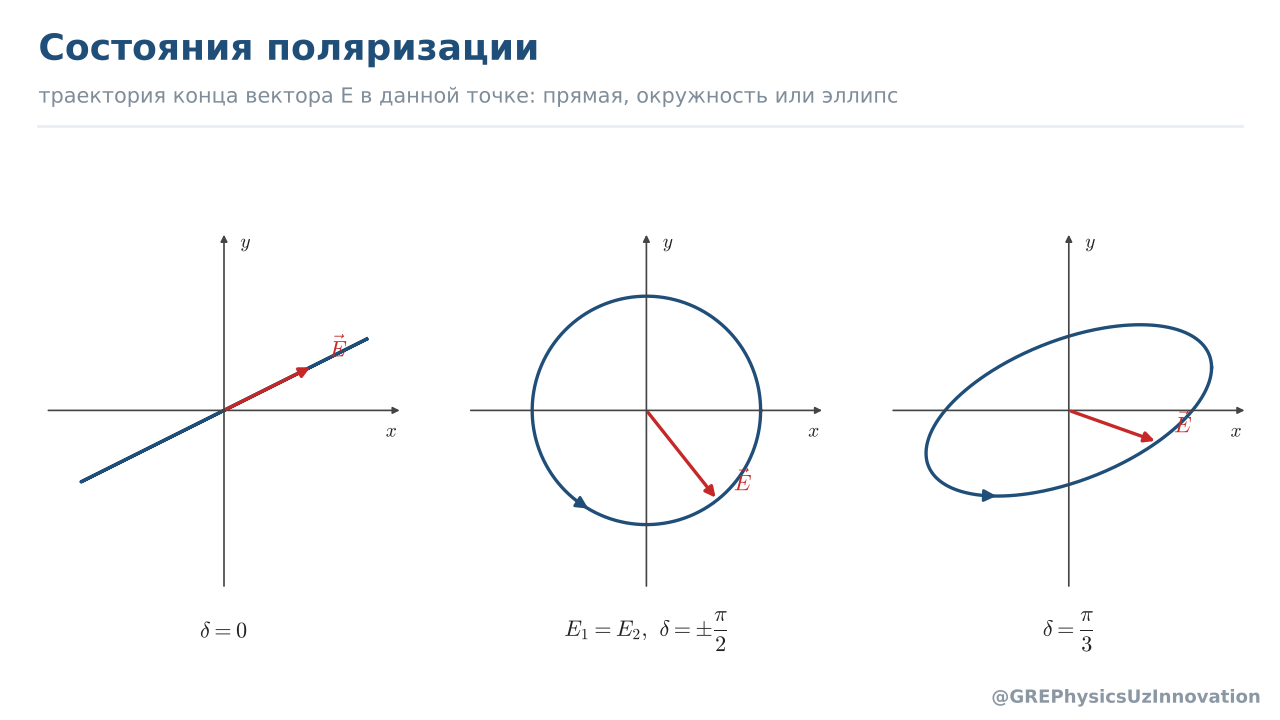 Состояния поляризации
траектория конца вектора E в данной точке: прямая, окружность или эллипс
y
y
y
E⃗
x
x
x
E⃗
E⃗
δ = 0
E₁ = E₂, δ = ±π/2
δ = π/3
@GREPhysicsUzInnovation